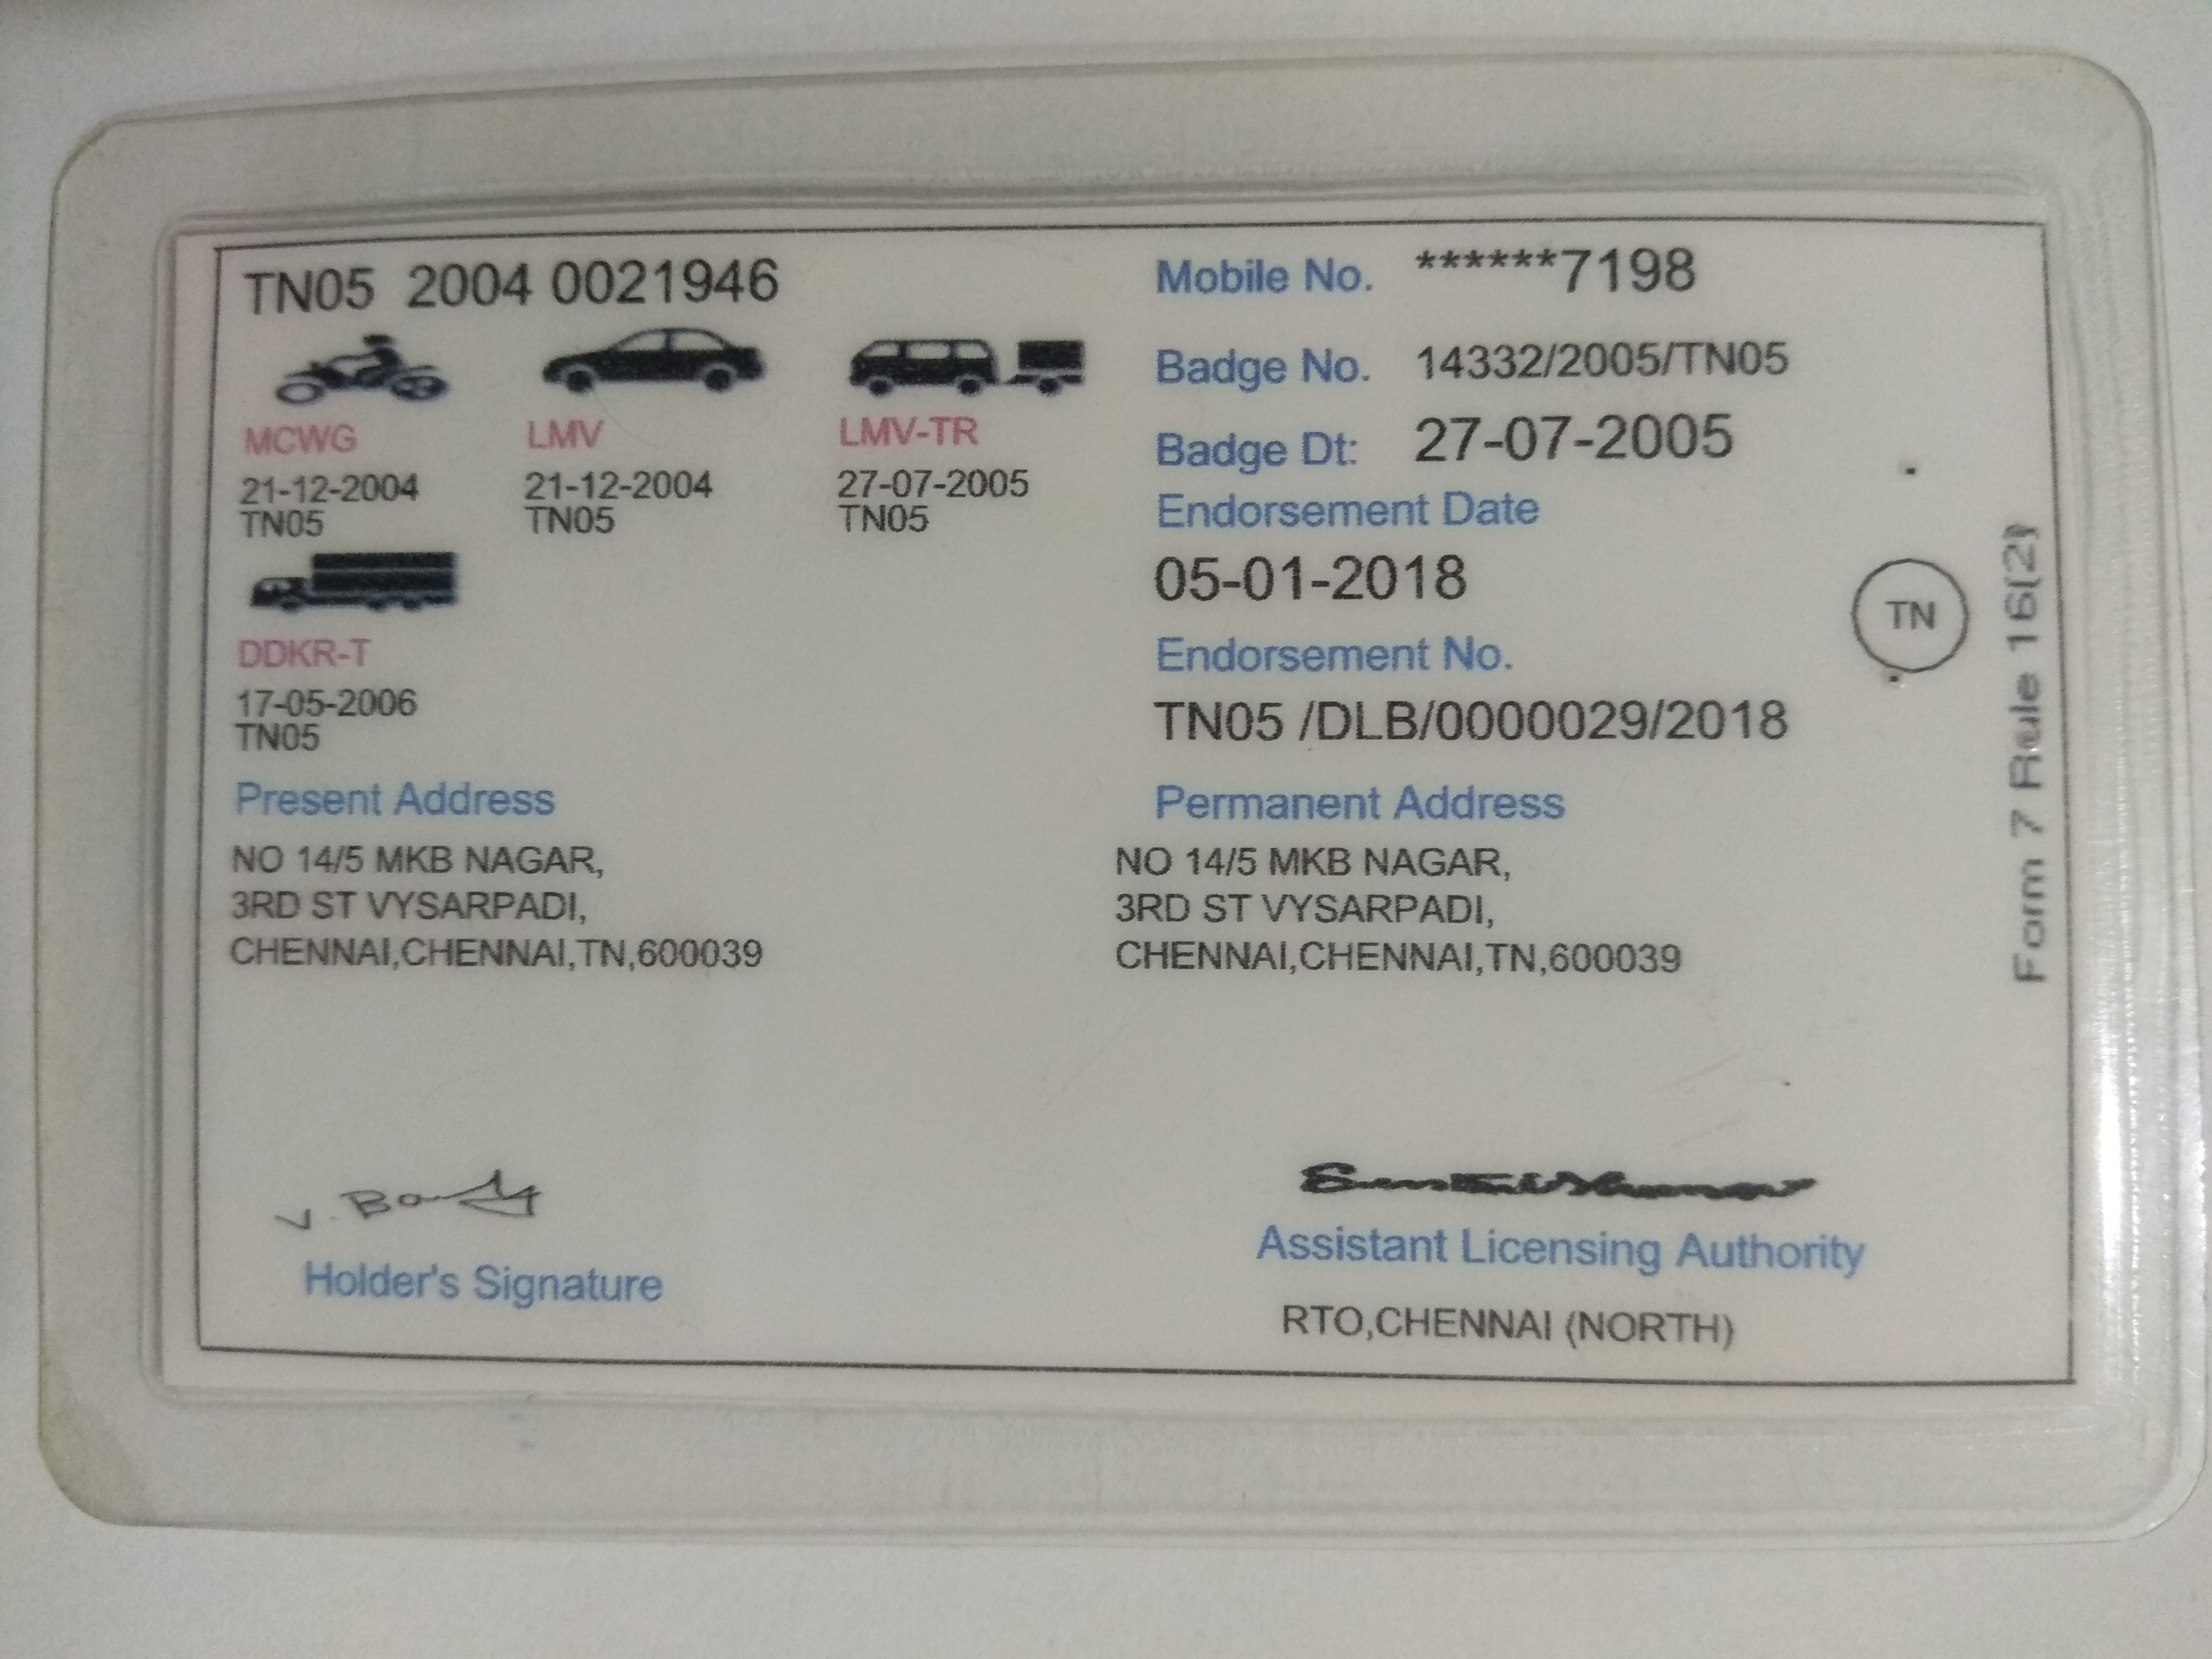 TN05 2004 0021946
MCWG LMV LMV-TR
21-12-2004 21-12-2004 27-07-2005
TN05 TN05 TN05
DDKR-T
17-05-2006
TN05
Present Address
NO 14/5 MKB NAGAR,
3RD ST VYSARPADI,
CHENNAI,CHENNAI,TN,600039
Holder's Signature
Mobile No. ******7198
Badge No. 14332/2005/TN05
Badge Dt: 27-07-2005
Endorsement Date
05-01-2018
Endorsement No.
TN05 /DLB/0000029/2018
Permanent Address
NO 14/5 MKB NAGAR,
3RD ST VYSARPADI,
CHENNAI,CHENNAI,TN,600039
Assistant Licensing Authority
RTO,CHENNAI (NORTH)
TN
Form 7 Rule 16(2)